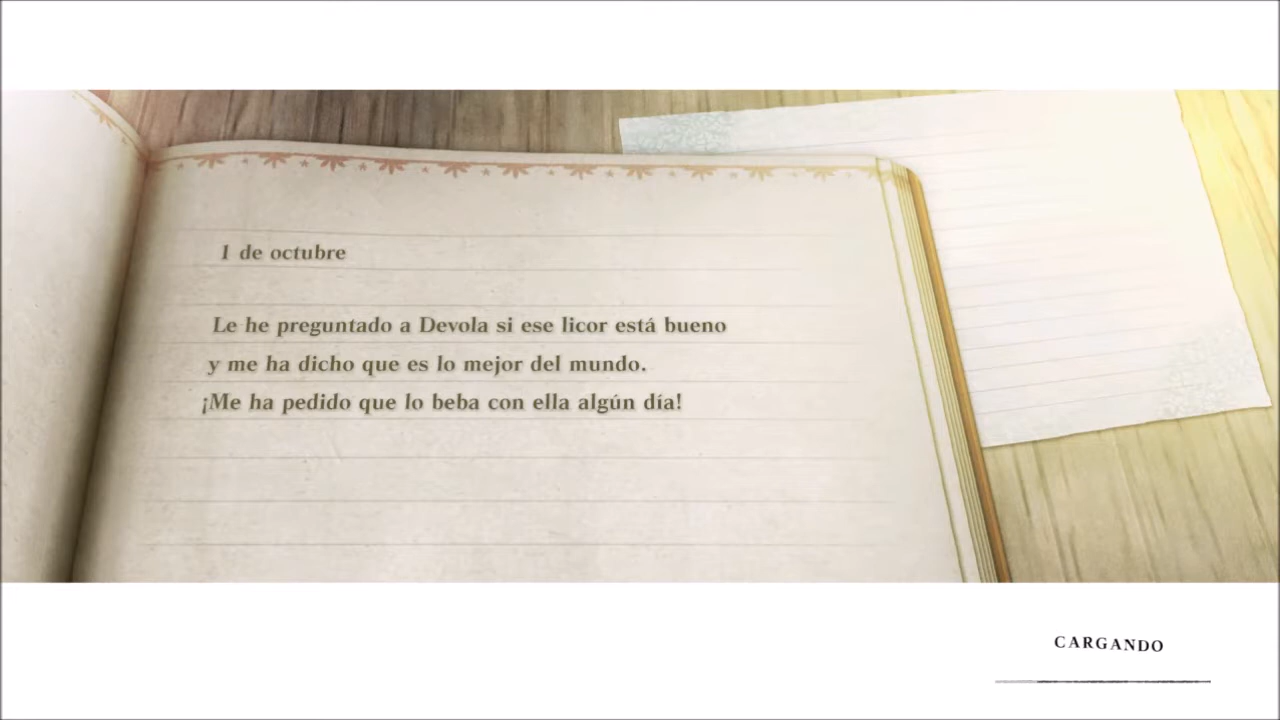 1 de octubre
Le he preguntado a Devola si ese licor está bueno
y me ha dicho que es lo mejor del mundo.
¡Me ha pedido que lo beba con ella algún día!
CARGANDO